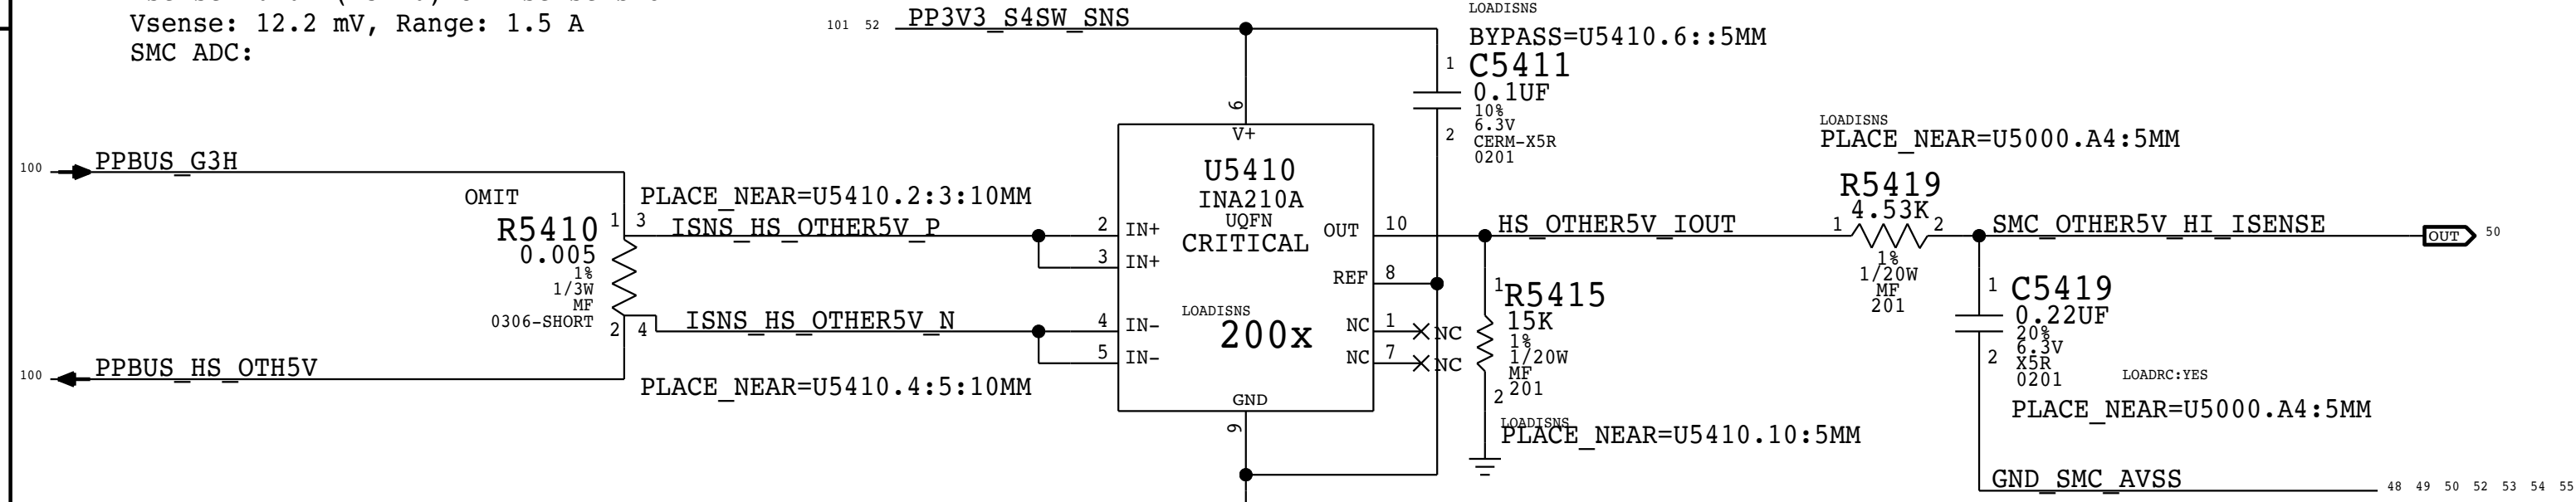 Vsense: 12.2 mV, Range: 1.5 A
SMC ADC:
101 52 PP3V3_S4SW_SNS
LOADISNS
BYPASS=U5410.6::5MM
1 C5411
0.1UF
10%
6.3V
2 CERM-X5R
0201
6
V+
U5410
INA210A
UQFN
CRITICAL
LOADISNS
200x
2 IN+
3 IN+
4 IN-
5 IN-
OUT 10
REF 8
NC 1 NC
NC 7 NC
GND
9
100 PPBUS_G3H
OMIT
R5410 1 3
0.005
1%
1/3W
MF
0306-SHORT 2 4
PLACE_NEAR=U5410.2:3:10MM
ISNS_HS_OTHER5V_P
ISNS_HS_OTHER5V_N
PLACE_NEAR=U5410.4:5:10MM
100 PPBUS_HS_OTH5V
HS_OTHER5V_IOUT
1 R5415
15K
1%
1/20W
MF
2 201
LOADISNS
PLACE_NEAR=U5410.10:5MM
LOADISNS
PLACE_NEAR=U5000.A4:5MM
R5419
1 4.53K 2
1%
1/20W
MF
201
SMC_OTHER5V_HI_ISENSE OUT 50
1 C5419
0.22UF
20%
6.3V
2 X5R
0201
LOADRC:YES
PLACE_NEAR=U5000.A4:5MM
GND_SMC_AVSS 48 49 50 52 53 54 55